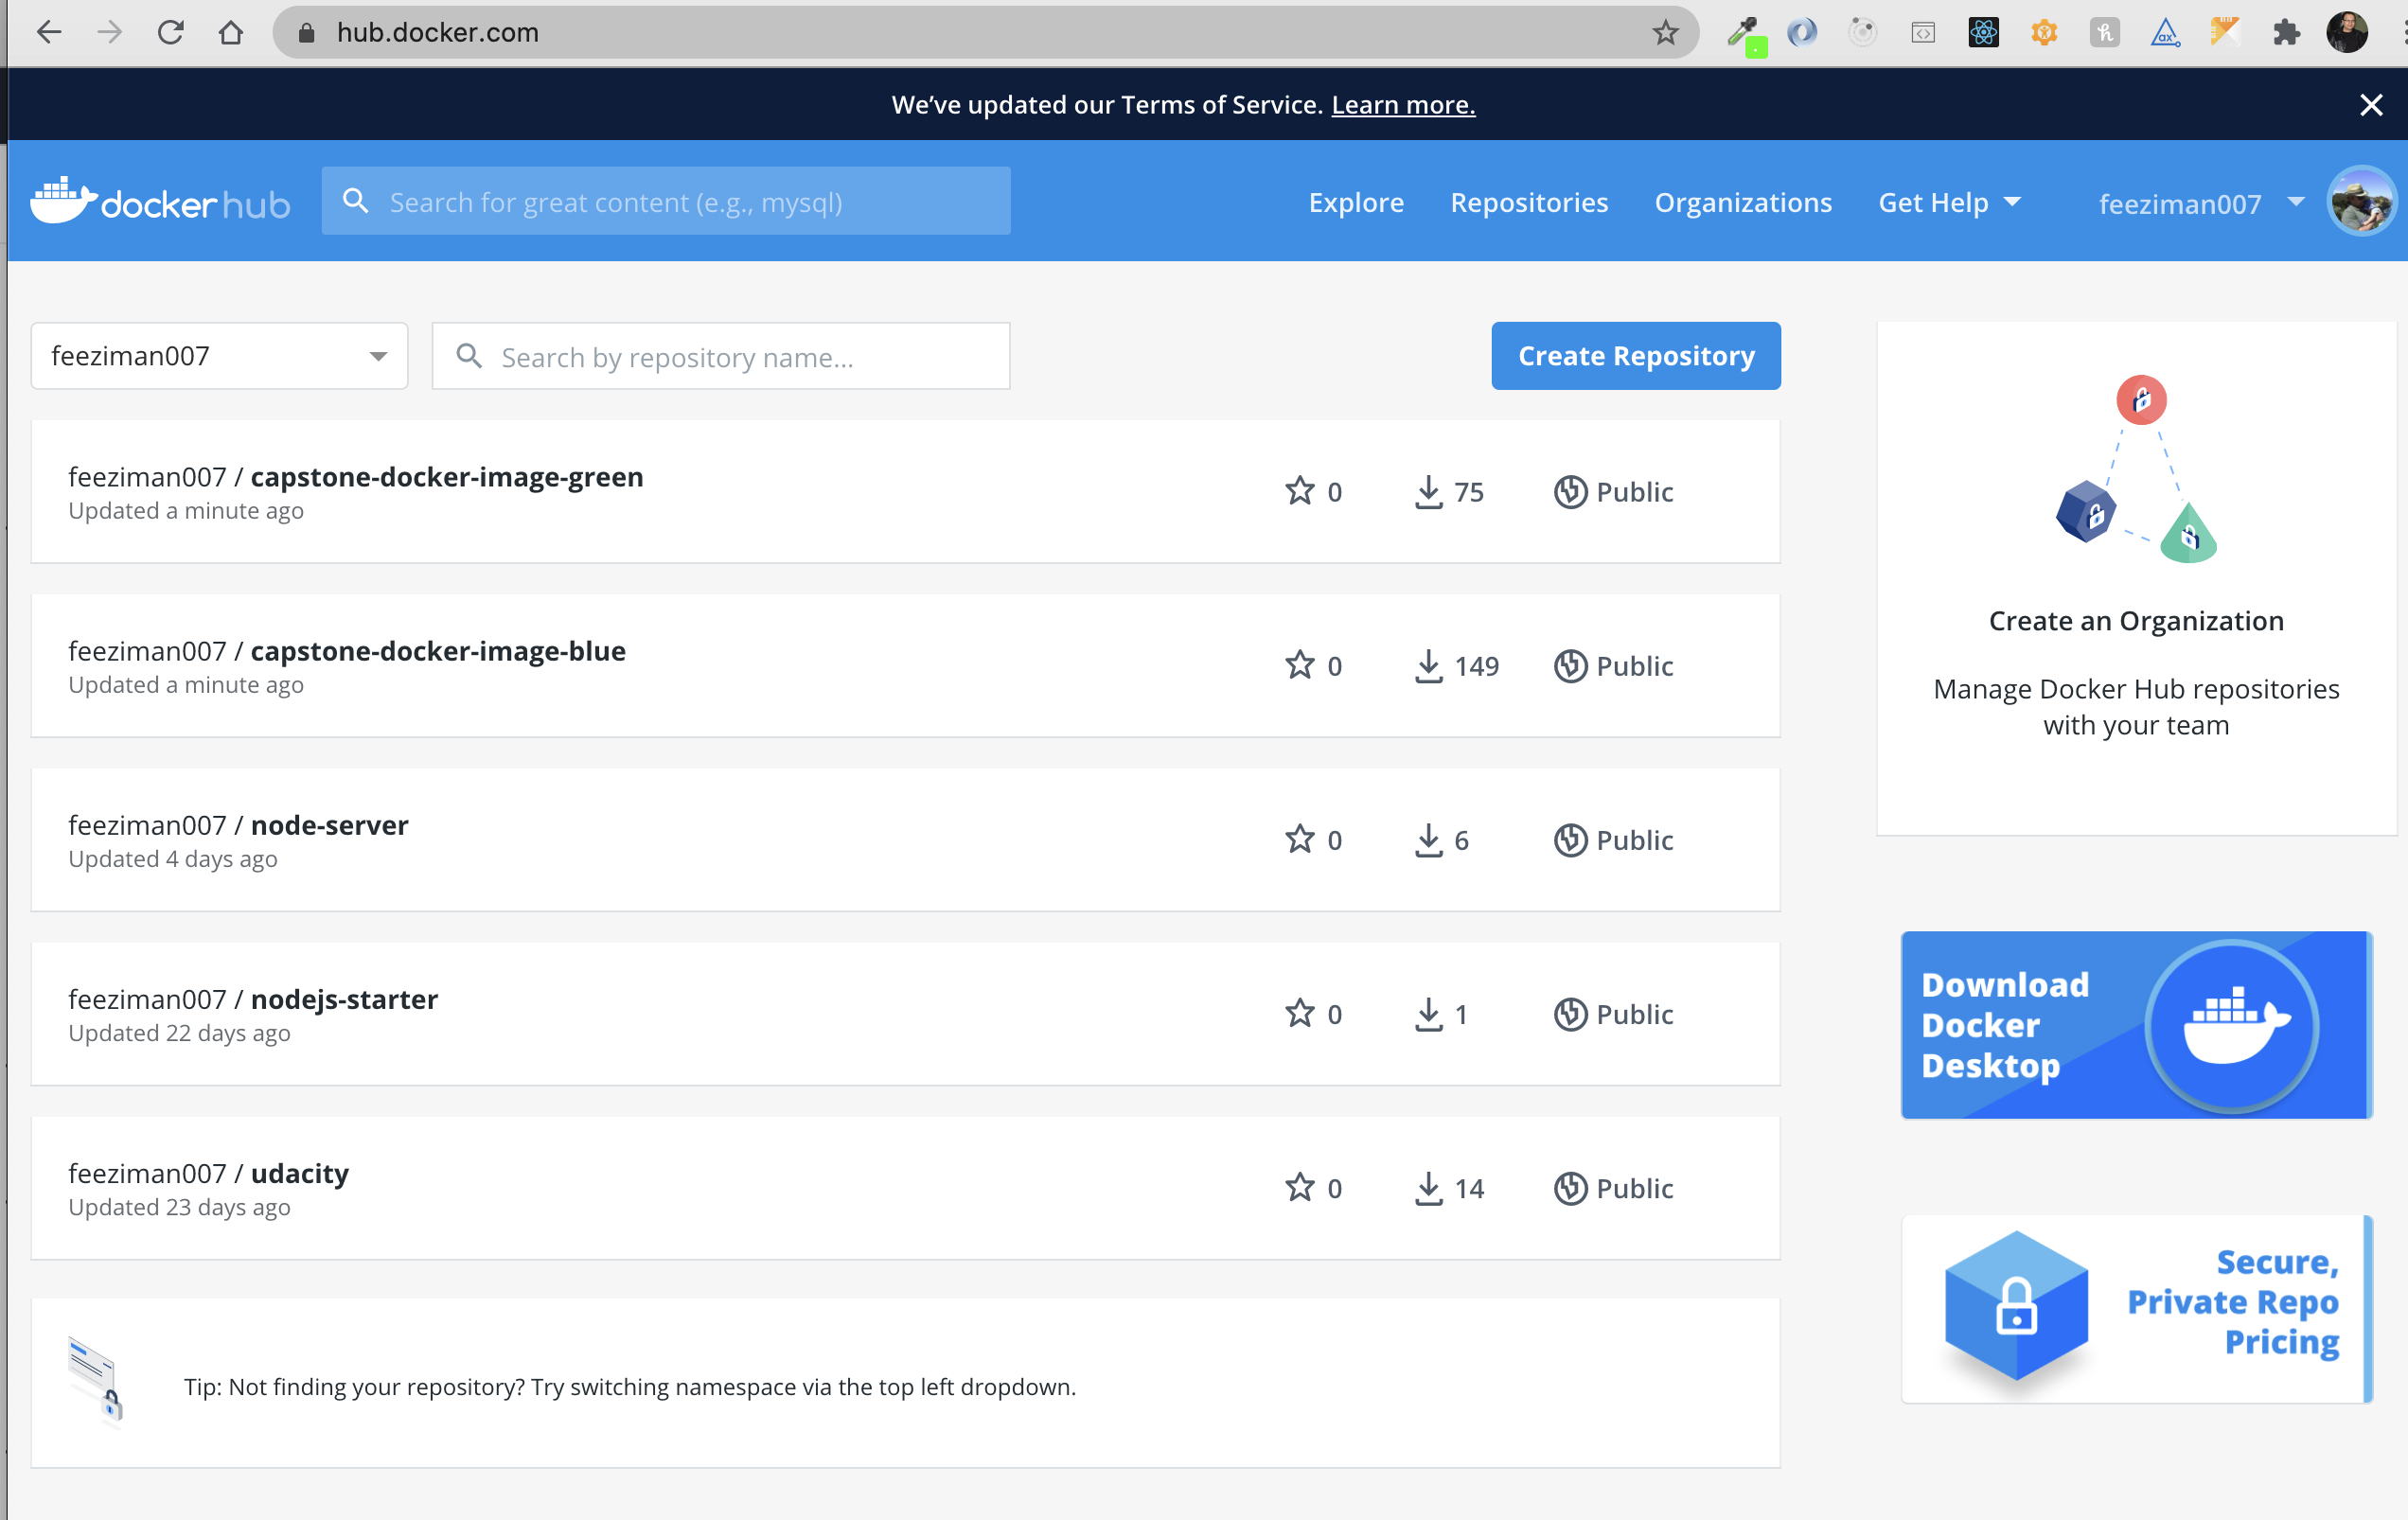 hub.docker.com
We’ve updated our Terms of Service. Learn more.
dockerhub
Search for great content (e.g., mysql)
Explore
Repositories
Organizations
Get Help
feeziman007
feeziman007
Search by repository name...
Create Repository
feeziman007 / capstone-docker-image-green
Updated a minute ago
0
75
Public
feeziman007 / capstone-docker-image-blue
Updated a minute ago
0
149
Public
feeziman007 / node-server
Updated 4 days ago
0
6
Public
feeziman007 / nodejs-starter
Updated 22 days ago
0
1
Public
feeziman007 / udacity
Updated 23 days ago
0
14
Public
Tip: Not finding your repository? Try switching namespace via the top left dropdown.
Create an Organization
Manage Docker Hub repositories
with your team
Download
Docker
Desktop
Secure,
Private Repo
Pricing